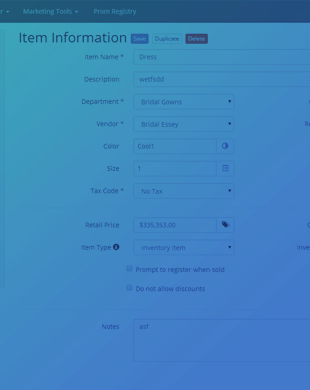 Marketing Tools Prom Registry
Item Information Save Duplicate Delete
Item Name * Dress
Description wetfsdd
Department * Bridal Gowns
Vendor * Bridal Essey
Color Cool1
Size 1
Tax Code * No Tax
Retail Price $335,353.00
Item Type Inventory Item
Prompt to register when sold
Do not allow discounts
Notes asf